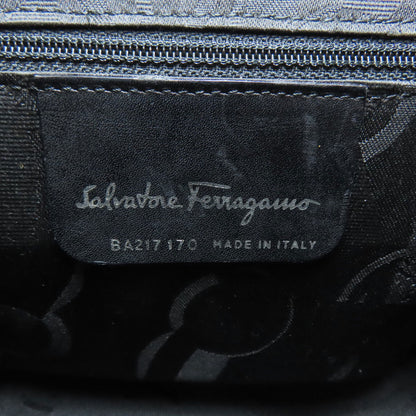 Salvatore Ferragamo
BA217170 MADE IN ITALY